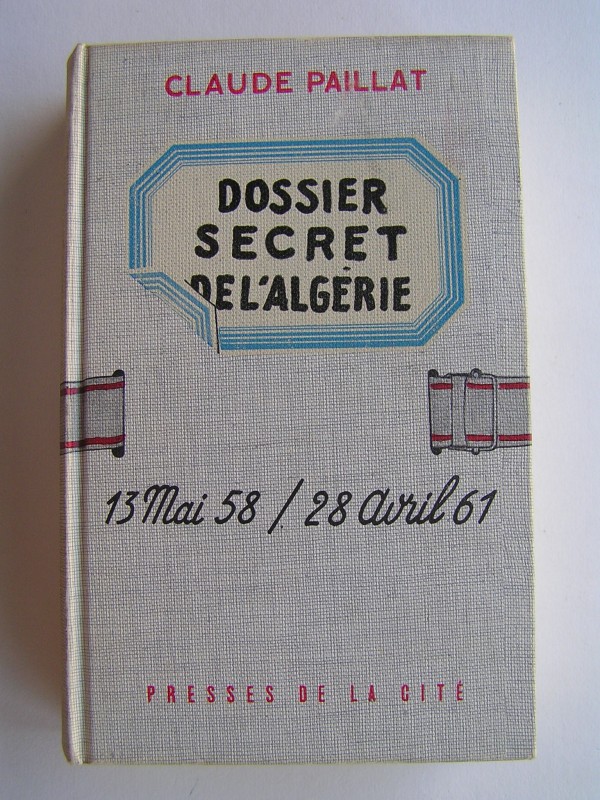 CLAUDE PAILLAT
DOSSIER
SECRET
DE L'ALGÉRIE
13 Mai 58 / 28 Avril 61
PRESSES DE LA CITÉ